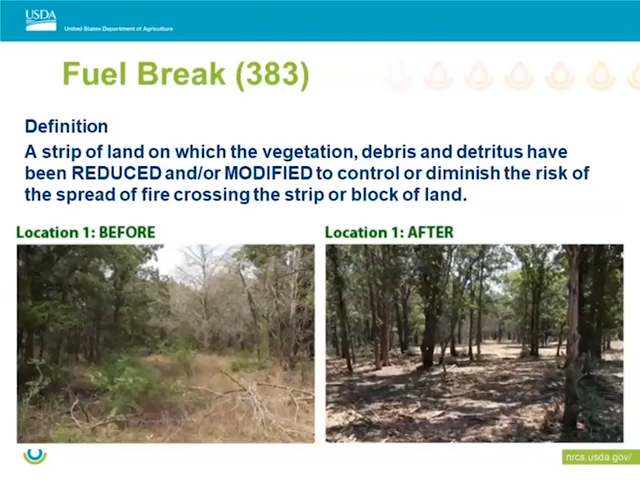 USDA
United States Department of Agriculture
Fuel Break (383)
Definition
A strip of land on which the vegetation, debris and detritus have
been REDUCED and/or MODIFIED to control or diminish the risk of
the spread of fire crossing the strip or block of land.
Location 1: BEFORE
Location 1: AFTER
nrcs.usda.gov/